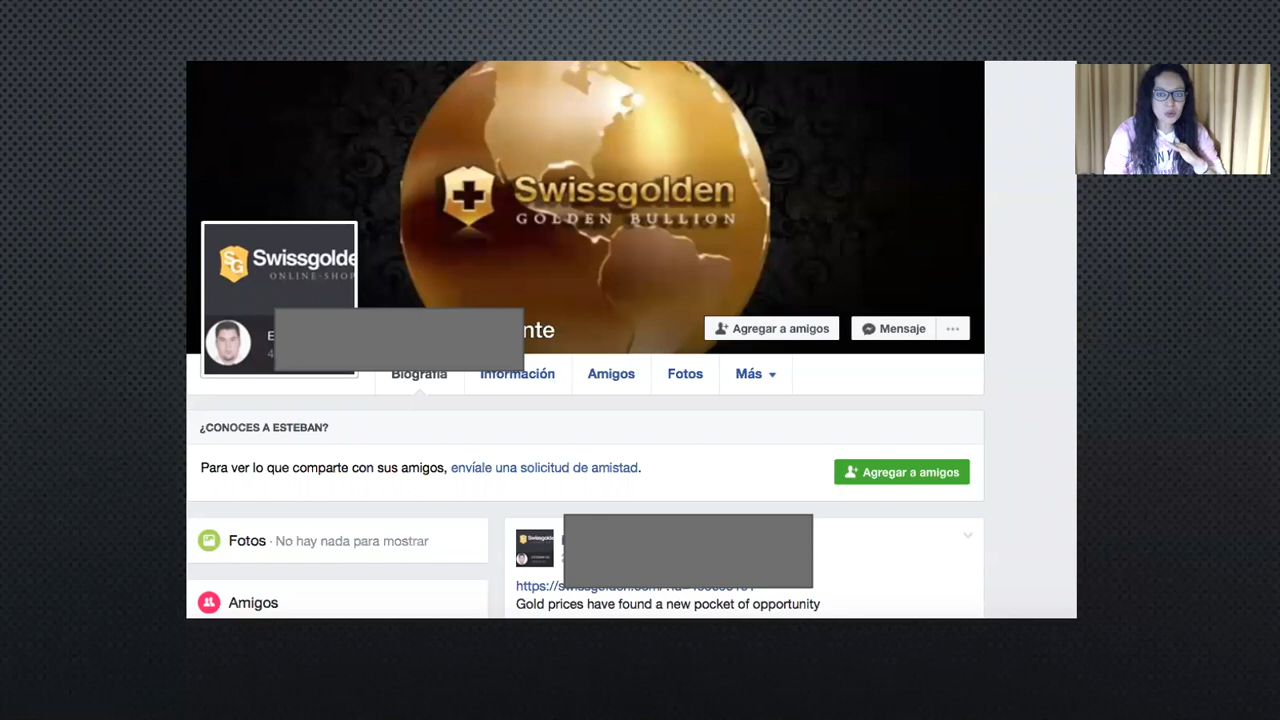 Swissgolden
GOLDEN BULLION
SG
Swissgolde
ONLINE-SHOP
E
nte
Agregar a amigos
Mensaje
...
Biografía
Información
Amigos
Fotos
Más
¿CONOCES A ESTEBAN?
Para ver lo que comparte con sus amigos, envíale una solicitud de amistad.
Agregar a amigos
Fotos · No hay nada para mostrar
Amigos
Gold prices have found a new pocket of opportunity